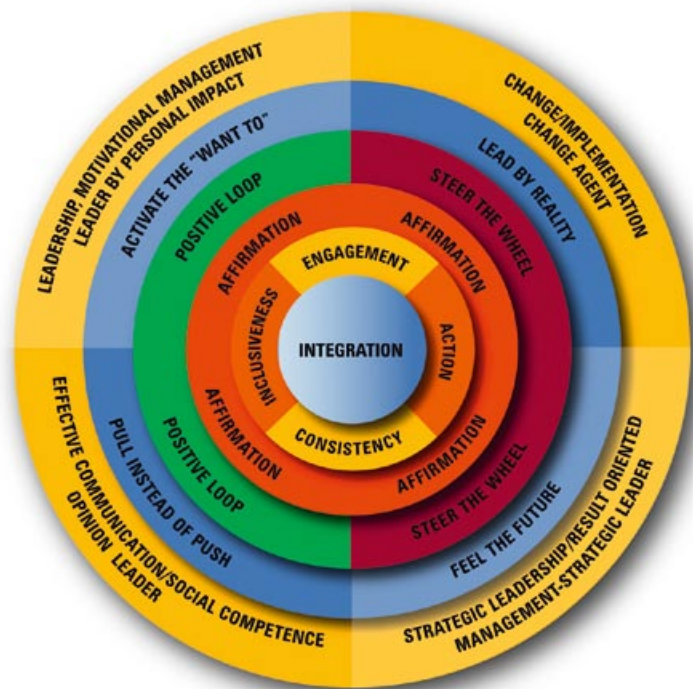 LEADERSHIP, MOTIVATIONAL MANAGEMENT
LEADER BY PERSONAL IMPACT
CHANGE/IMPLEMENTATION
CHANGE AGENT
ACTIVATE THE "WANT TO"
LEAD BY REALITY
POSITIVE LOOP
STEER THE WHEEL
AFFIRMATION
AFFIRMATION
ENGAGEMENT
INCLUSIVENESS
INTEGRATION
ACTION
CONSISTENCY
AFFIRMATION
AFFIRMATION
POSITIVE LOOP
STEER THE WHEEL
PULL INSTEAD OF PUSH
FEEL THE FUTURE
EFFECTIVE COMMUNICATION/SOCIAL COMPETENCE
OPINION LEADER
STRATEGIC LEADERSHIP/RESULT ORIENTED
MANAGEMENT-STRATEGIC LEADER